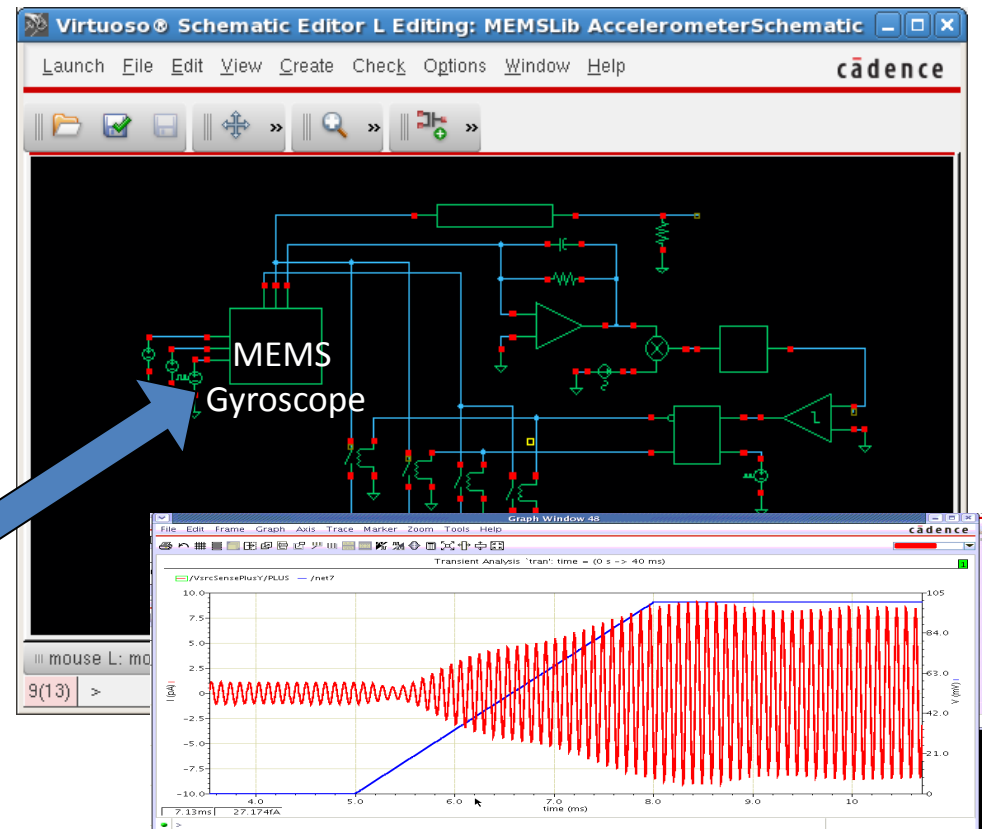 Virtuoso® Schematic Editor L Editing: MEMSLib AccelerometerSchematic
Launch File Edit View Create Check Options Window Help cādence
» » »
MEMS
Gyroscope
mouse L: mo
9(13) >
Graph Window 48
File Edit Frame Graph Axis Trace Marker Zoom Tools Help cādence
Transient Analysis `tran': time = (0 s -> 40 ms)
1
/VsrcSensePlusY/PLUS /net7
10.0 105
7.5
84.0
5.0
2.5 63.0
I (pA) 0 V (mV)
-2.5 42.0
-5.0 21.0
-7.5
-10.0 0
4.0 5.0 6.0 7.0 8.0 9.0 10
time (ms)
7.13ms 27.174fA
>